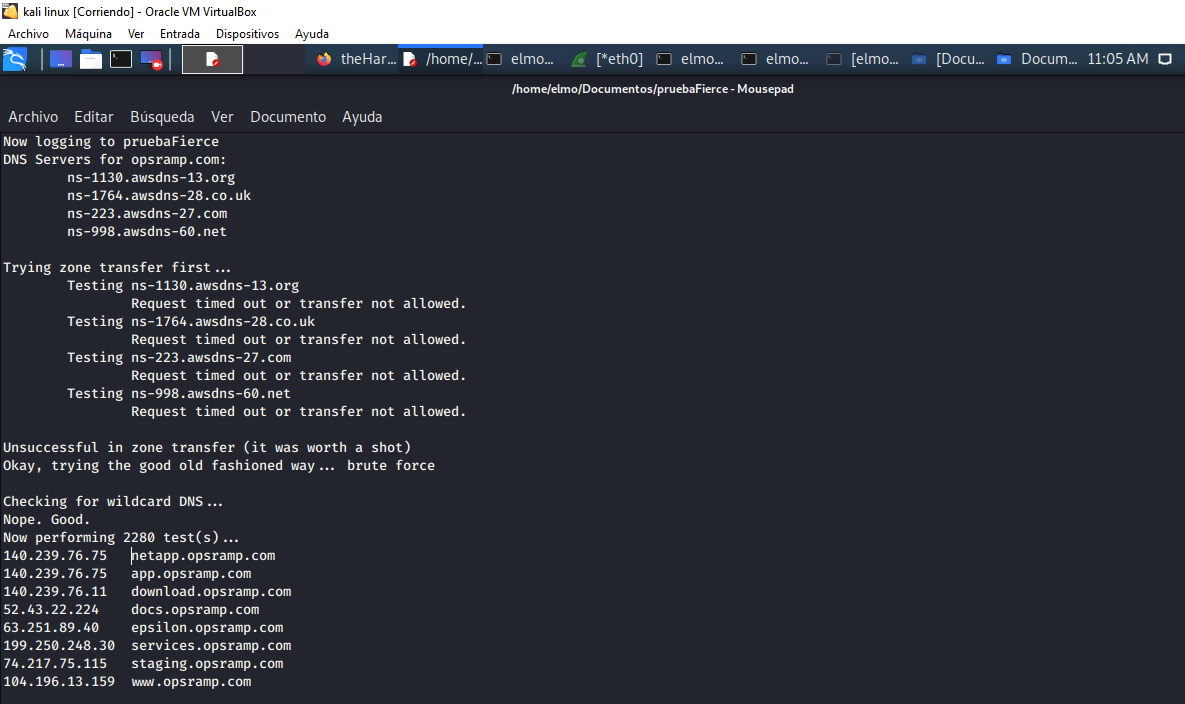 kali linux [Corriendo] - Oracle VM VirtualBox
Archivo Máquina Ver Entrada Dispositivos Ayuda
theHar... /home/... elmo... [*eth0] elmo... elmo... [elmo... [Docu... Docum... 11:05 AM
/home/elmo/Documentos/pruebaFierce - Mousepad
Archivo Editar Búsqueda Ver Documento Ayuda
Now logging to pruebaFierce
DNS Servers for opsramp.com:
ns-1130.awsdns-13.org
ns-1764.awsdns-28.co.uk
ns-223.awsdns-27.com
ns-998.awsdns-60.net
Trying zone transfer first...
Testing ns-1130.awsdns-13.org
Request timed out or transfer not allowed.
Testing ns-1764.awsdns-28.co.uk
Request timed out or transfer not allowed.
Testing ns-223.awsdns-27.com
Request timed out or transfer not allowed.
Testing ns-998.awsdns-60.net
Request timed out or transfer not allowed.
Unsuccessful in zone transfer (it was worth a shot)
Okay, trying the good old fashioned way... brute force
Checking for wildcard DNS...
Nope. Good.
Now performing 2280 test(s)...
140.239.76.75 netapp.opsramp.com
140.239.76.75 app.opsramp.com
140.239.76.11 download.opsramp.com
52.43.22.224 docs.opsramp.com
63.251.89.40 epsilon.opsramp.com
199.250.248.30 services.opsramp.com
74.217.75.115 staging.opsramp.com
104.196.13.159 www.opsramp.com